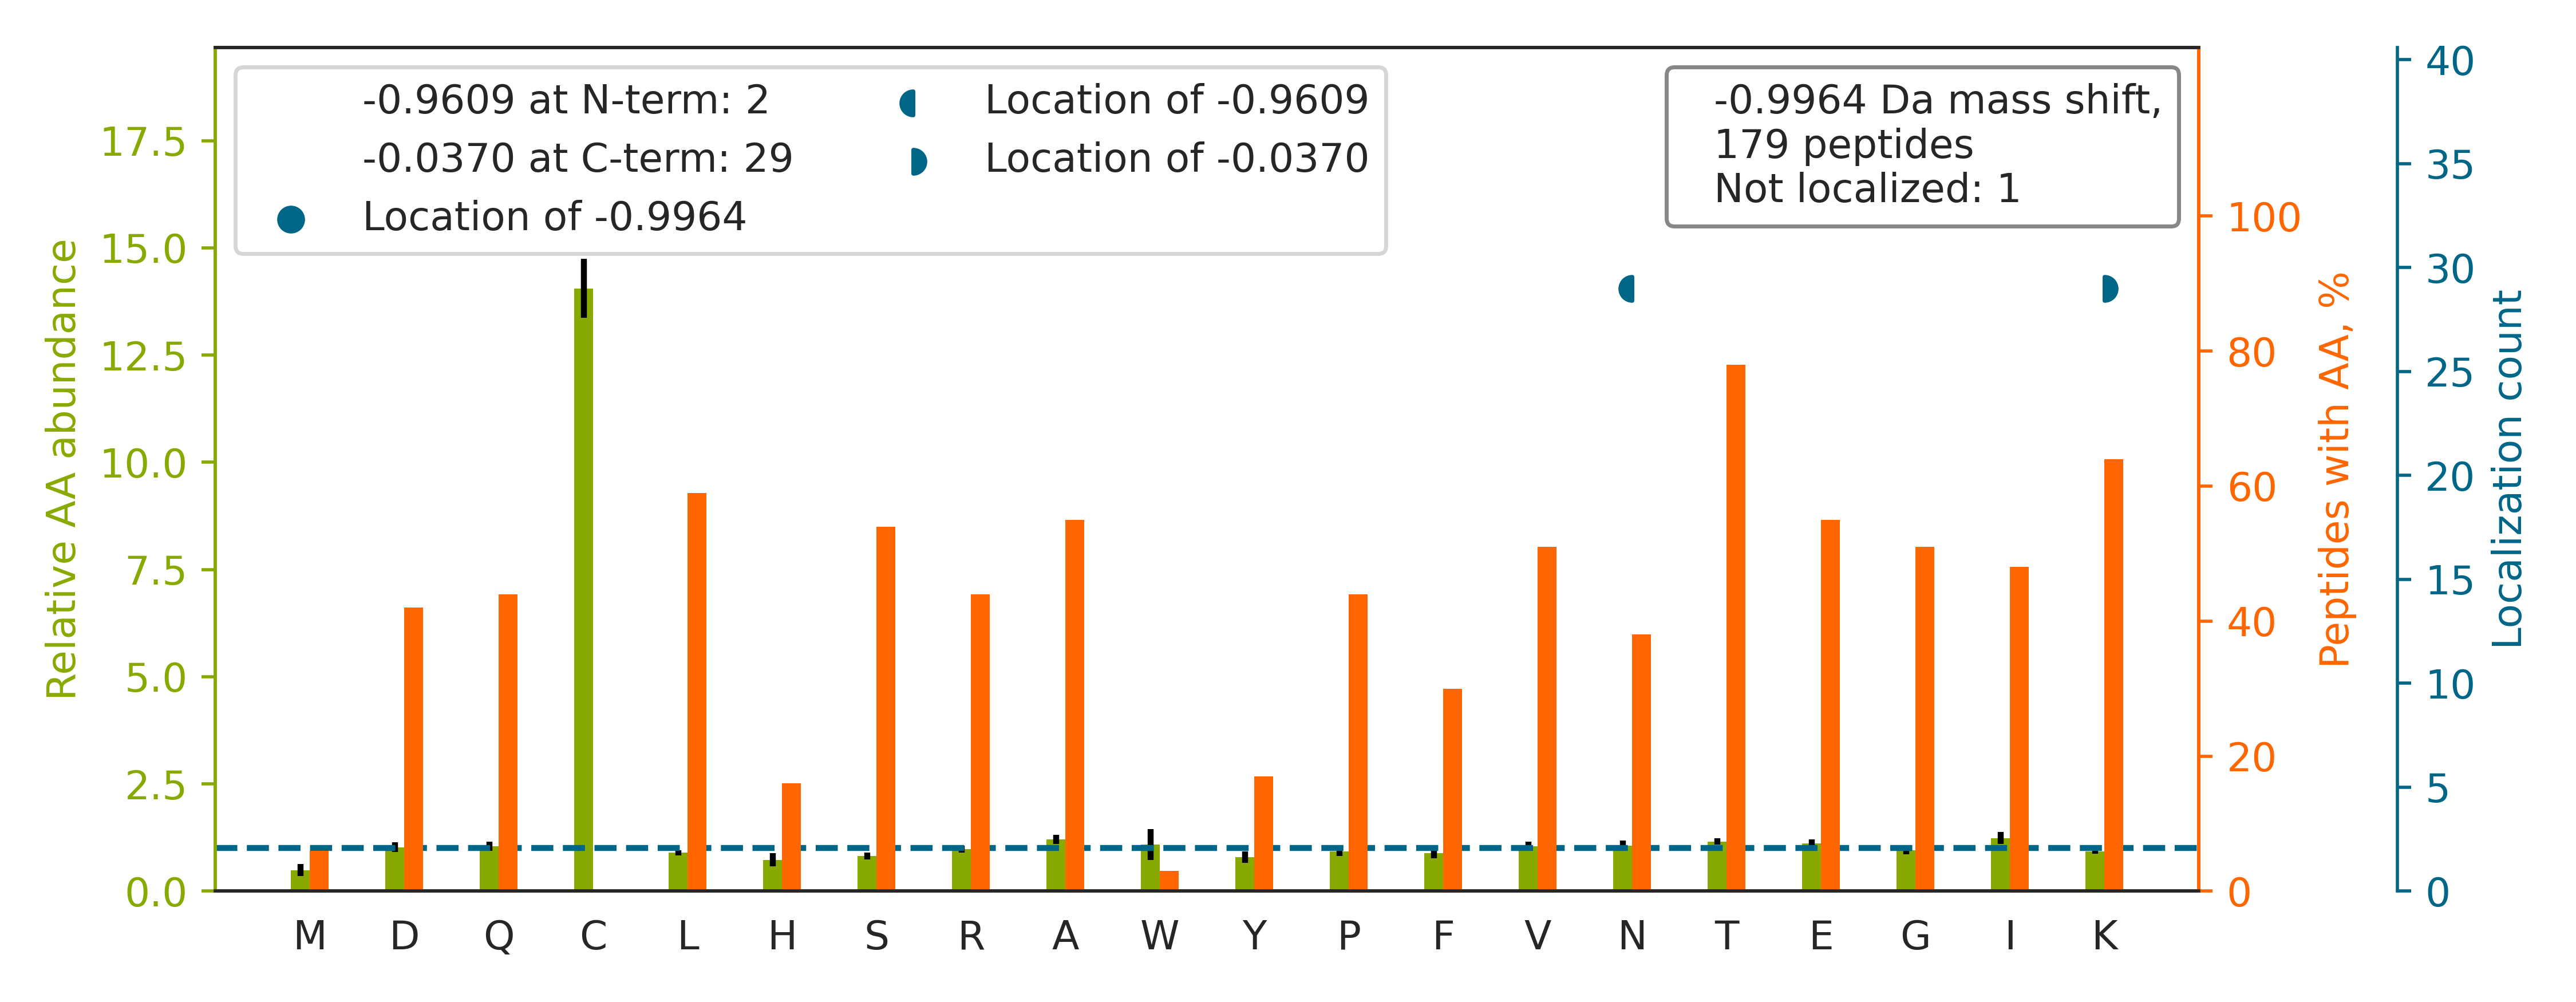 -0.9609 at N-term: 2
-0.0370 at C-term: 29
Location of -0.9964
Location of -0.9609
Location of -0.0370
-0.9964 Da mass shift,
179 peptides
Not localized: 1
Relative AA abundance
17.5
15.0
12.5
10.0
7.5
5.0
2.5
0.0
M D Q C L H S R A W Y P F V N T E G I K
100
80
60
40
20
0
Peptides with AA, %
40
35
30
25
20
15
10
5
0
Localization count